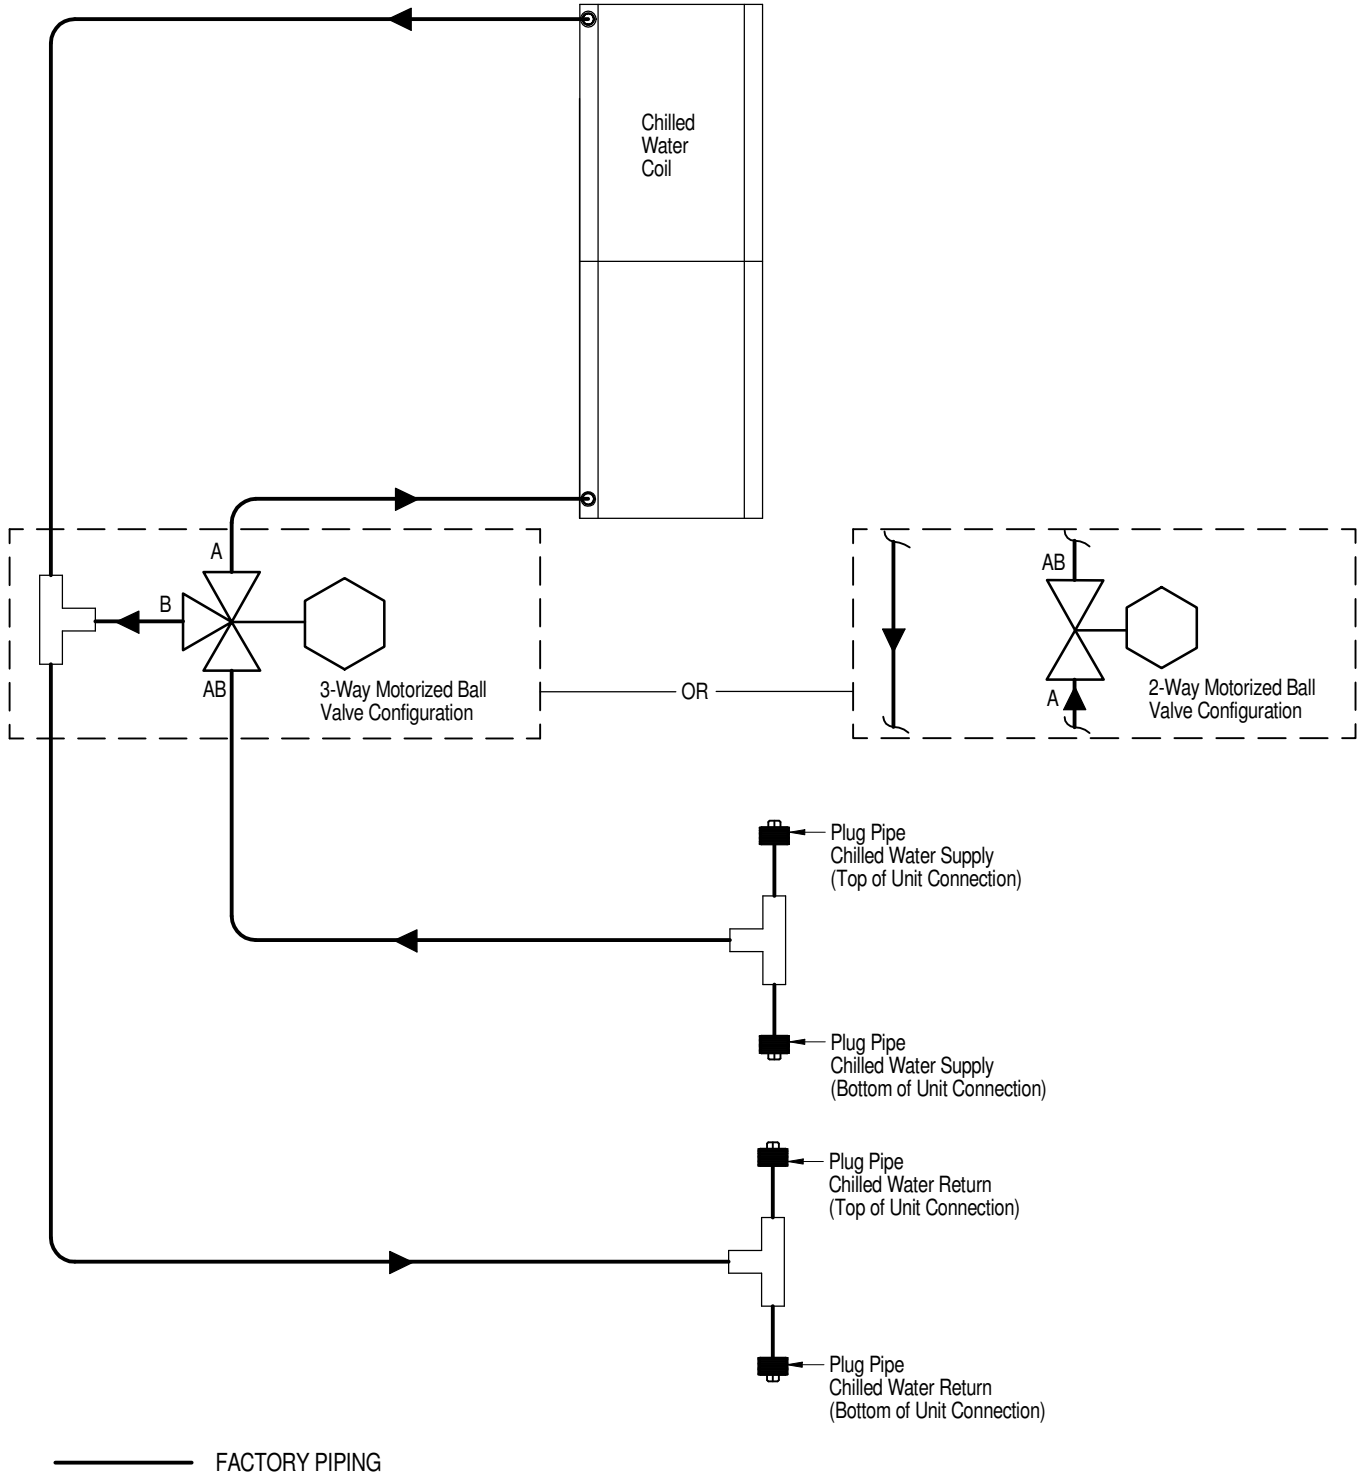 Chilled
Water
Coil
A
B
AB
3-Way Motorized Ball
Valve Configuration
OR
AB
A
2-Way Motorized Ball
Valve Configuration
Plug Pipe
Chilled Water Supply
(Top of Unit Connection)
Plug Pipe
Chilled Water Supply
(Bottom of Unit Connection)
Plug Pipe
Chilled Water Return
(Top of Unit Connection)
Plug Pipe
Chilled Water Return
(Bottom of Unit Connection)
FACTORY PIPING